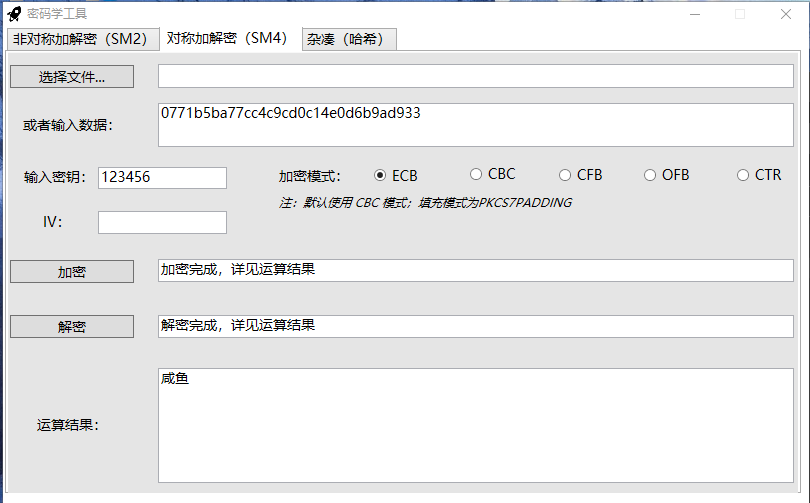 密码学工具
非对称加解密（SM2） 对称加解密（SM4） 杂凑（哈希）
选择文件...
或者输入数据： 0771b5ba77cc4c9cd0c14e0d6b9ad933
输入密钥： 123456 加密模式： ECB CBC CFB OFB CTR
注：默认使用 CBC 模式；填充模式为PKCS7PADDING
IV：
加密 加密完成，详见运算结果
解密 解密完成，详见运算结果
运算结果： 咸鱼